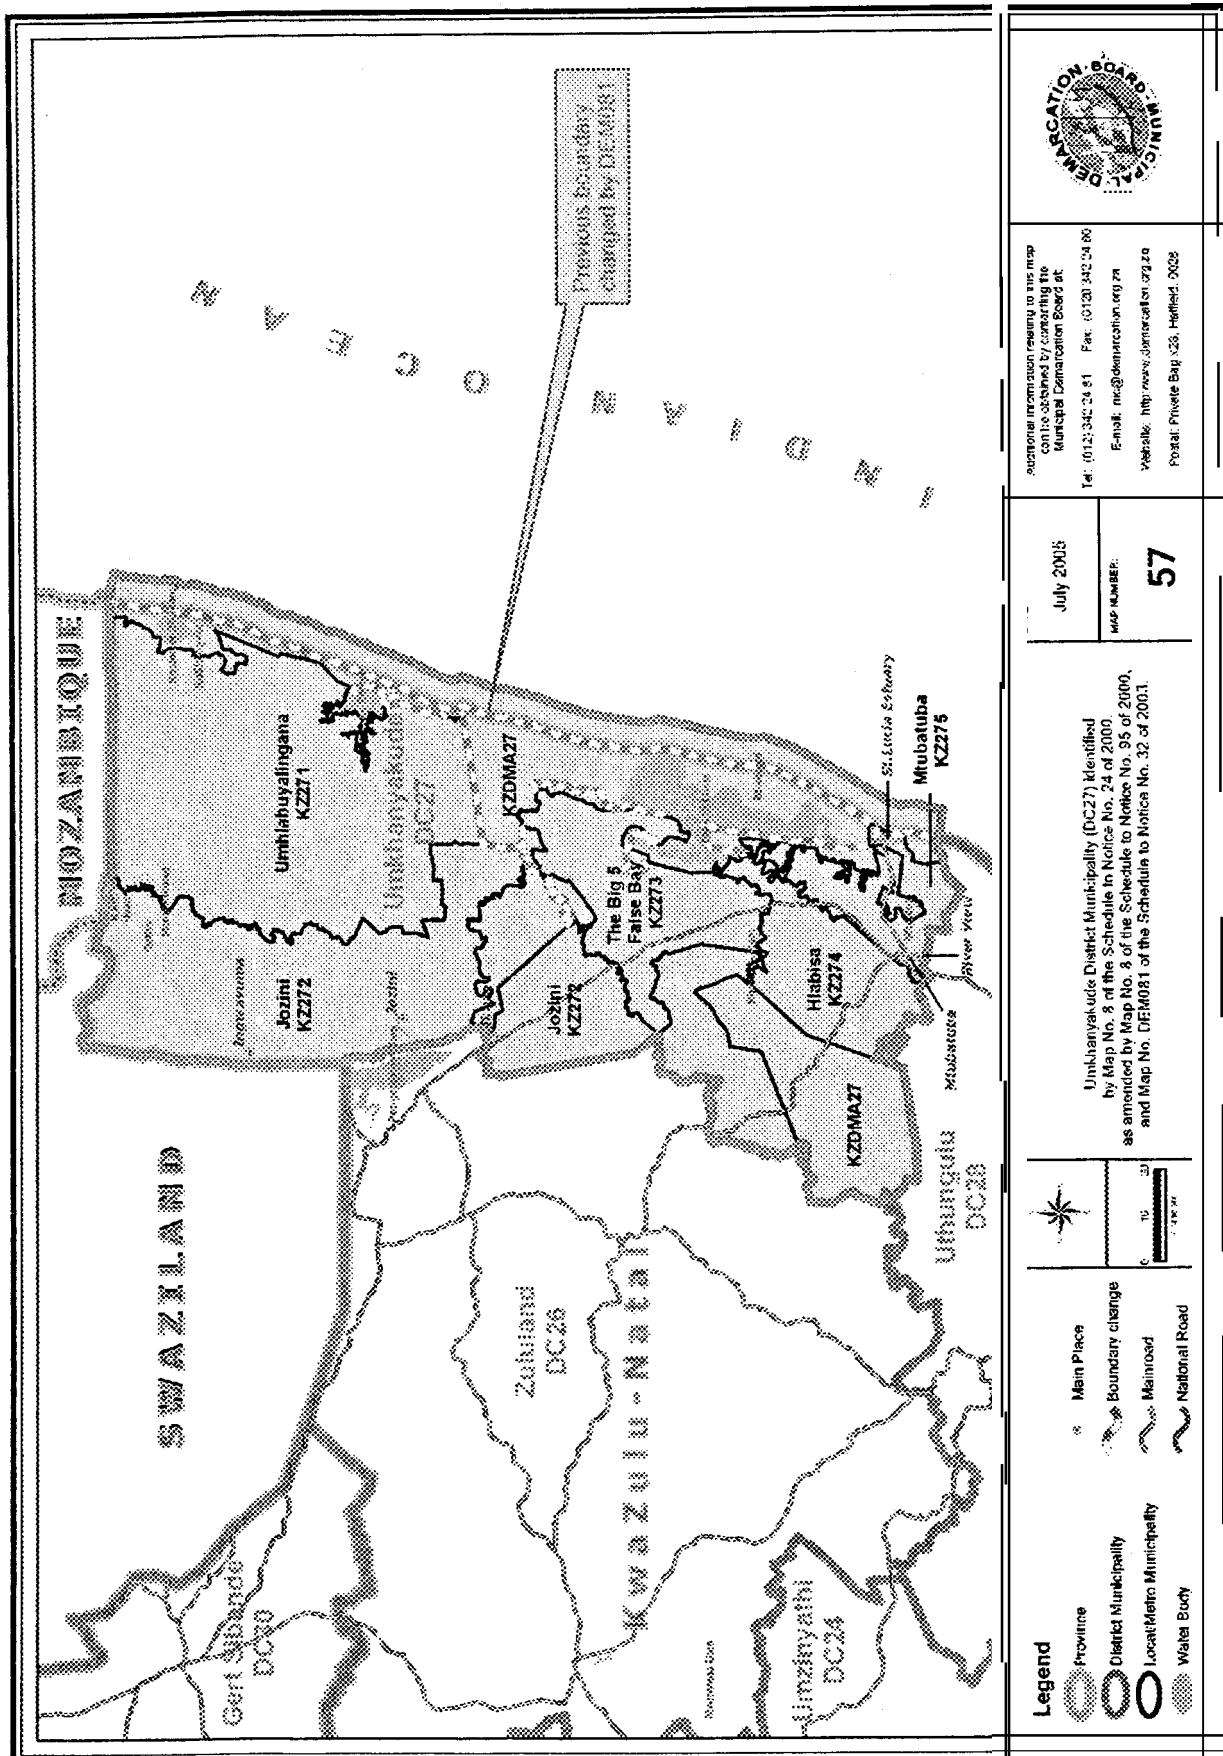 MOZAMBIQUE
SWAZILAND
Umhlabuyalingana
KZ271
Umkhanyakude
DC27
Jozini
KZ272
Ingwavuma
Jozini
KZDMA27
Previous boundary
changed by DEM081
INDIAN OCEAN
Jozini
KZ272
The Big 5
False Bay
KZ273
Hlabisa
KZ274
KZDMA27
St. Lucia Estuary
Mtubatuba
KZ275
River View
Mtubatuba
Uthungulu
DC28
Zululand
DC26
KwaZulu-Natal
Gert Sibande
DC30
Umzinyathi
DC24
Legend
Province
District Municipality
Local/Metro Municipality
Water Body
Main Place
Boundary change
Mainroad
National Road
0 10 20
Umkhanyakude District Municipality (DC27) Identified
by Map No. 8 of the Schedule in Notice No. 24 of 2000,
as amended by Map No. 8 of the Schedule to Notice No. 95 of 2000,
and Map No. DEM081 of the Schedule to Notice No. 32 of 2003.
July 2005
MAP NUMBER:
57
Additional information relating to this map
can be obtained by contacting the
Municipal Demarcation Board at:
Tel: (012) 342 24 81 Fax: (012) 342 24 80
E-mail: @demarcation.org.za
Website: http:www.demarcation.org.za
Postal: Private Bag x28, Hatfield, 0028
MUNICIPAL DEMARCATION BOARD